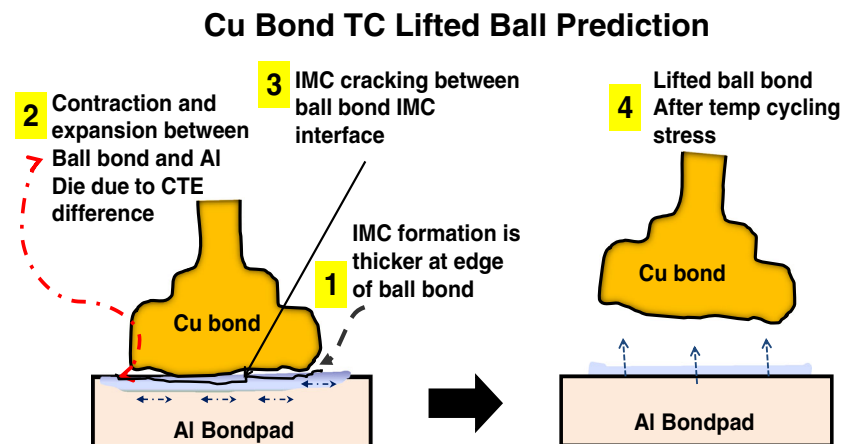 Cu Bond TC Lifted Ball Prediction
2
Contraction and
expansion between
Ball bond and Al
Die due to CTE
difference
3
IMC cracking between
ball bond IMC
interface
4
Lifted ball bond
After temp cycling
stress
1
IMC formation is
thicker at edge
of ball bond
Cu bond
Al Bondpad
Cu bond
Al Bondpad